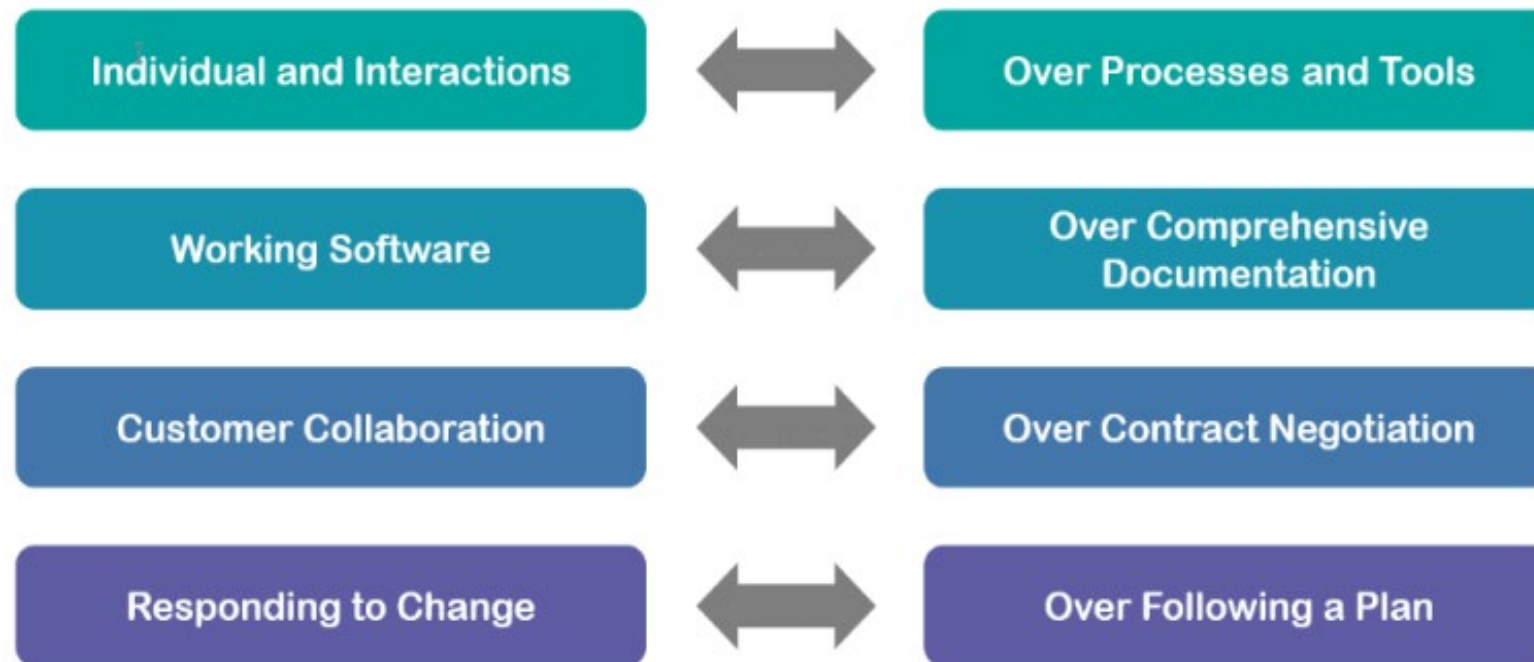 Individual and Interactions
Over Processes and Tools
Working Software
Over Comprehensive
Documentation
Customer Collaboration
Over Contract Negotiation
Responding to Change
Over Following a Plan